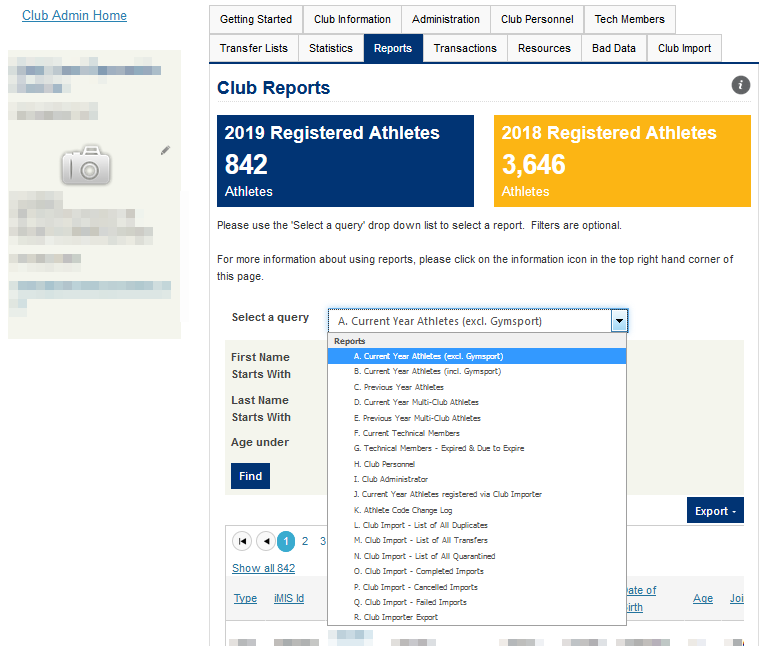 Club Admin Home
Getting Started Club Information Administration Club Personnel Tech Members
Transfer Lists Statistics Reports Transactions Resources Bad Data Club Import
Club Reports
i
2019 Registered Athletes
842
Athletes
2018 Registered Athletes
3,646
Athletes
Please use the 'Select a query' drop down list to select a report. Filters are optional.
For more information about using reports, please click on the information icon in the top right hand corner of
this page.
Select a query A. Current Year Athletes (excl. Gymsport)
Reports
A. Current Year Athletes (excl. Gymsport)
B. Current Year Athletes (incl. Gymsport)
C. Previous Year Athletes
D. Current Year Multi-Club Athletes
E. Previous Year Multi-Club Athletes
F. Current Technical Members
G. Technical Members - Expired & Due to Expire
H. Club Personnel
I. Club Administrator
J. Current Year Athletes registered via Club Importer
K. Athlete Code Change Log
L. Club Import - List of All Duplicates
M. Club Import - List of All Transfers
N. Club Import - List of All Quarantined
O. Club Import - Completed Imports
P. Club Import - Cancelled Imports
Q. Club Import - Failed Imports
R. Club Importer Export
First Name
Starts With
Last Name
Starts With
Age under
Find
Export
1 2 3
Show all 842
Type iMIS Id ate of
irth Age Joi